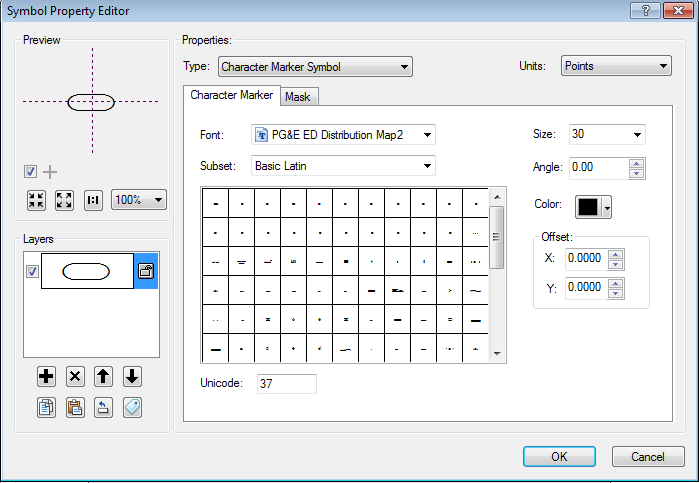 Symbol Property Editor
Preview
1:1
100%
Layers
Properties:
Type: Character Marker Symbol
Units: Points
Character Marker
Mask
Font: PG&E ED Distribution Map2
Size: 30
Subset: Basic Latin
Angle: 0.00
Color:
Offset:
X: 0.0000
Y: 0.0000
Unicode: 37
OK
Cancel